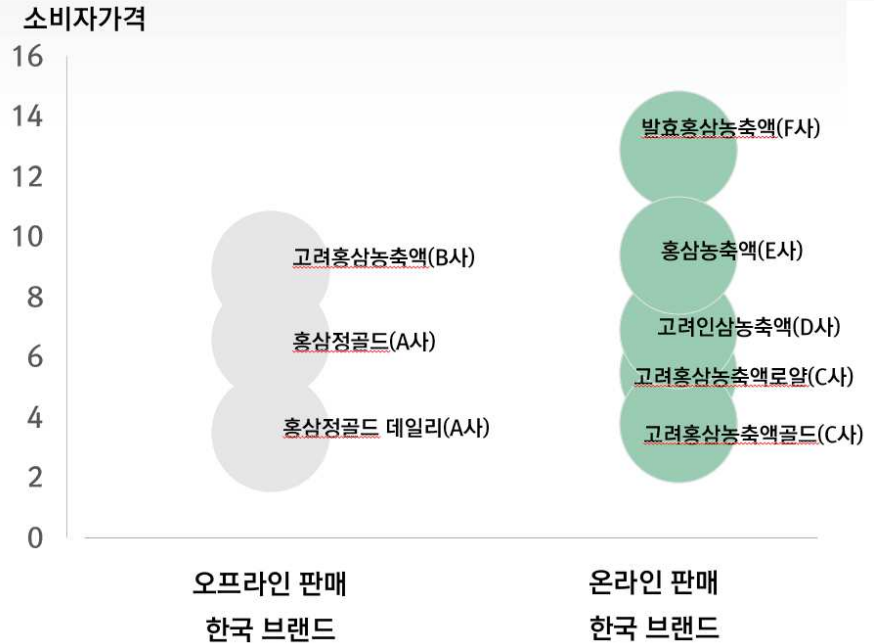 소비자가격
16
14
12
10
8
6
4
2
0
고려홍삼농축액(B사)
홍삼정골드(A사)
홍삼정골드 데일리(A사)
발효홍삼농축액(F사)
홍삼농축액(E사)
고려인삼농축액(D사)
고려홍삼농축액로얄(C사)
고려홍삼농축액골드(C사)
오프라인 판매
한국 브랜드
온라인 판매
한국 브랜드